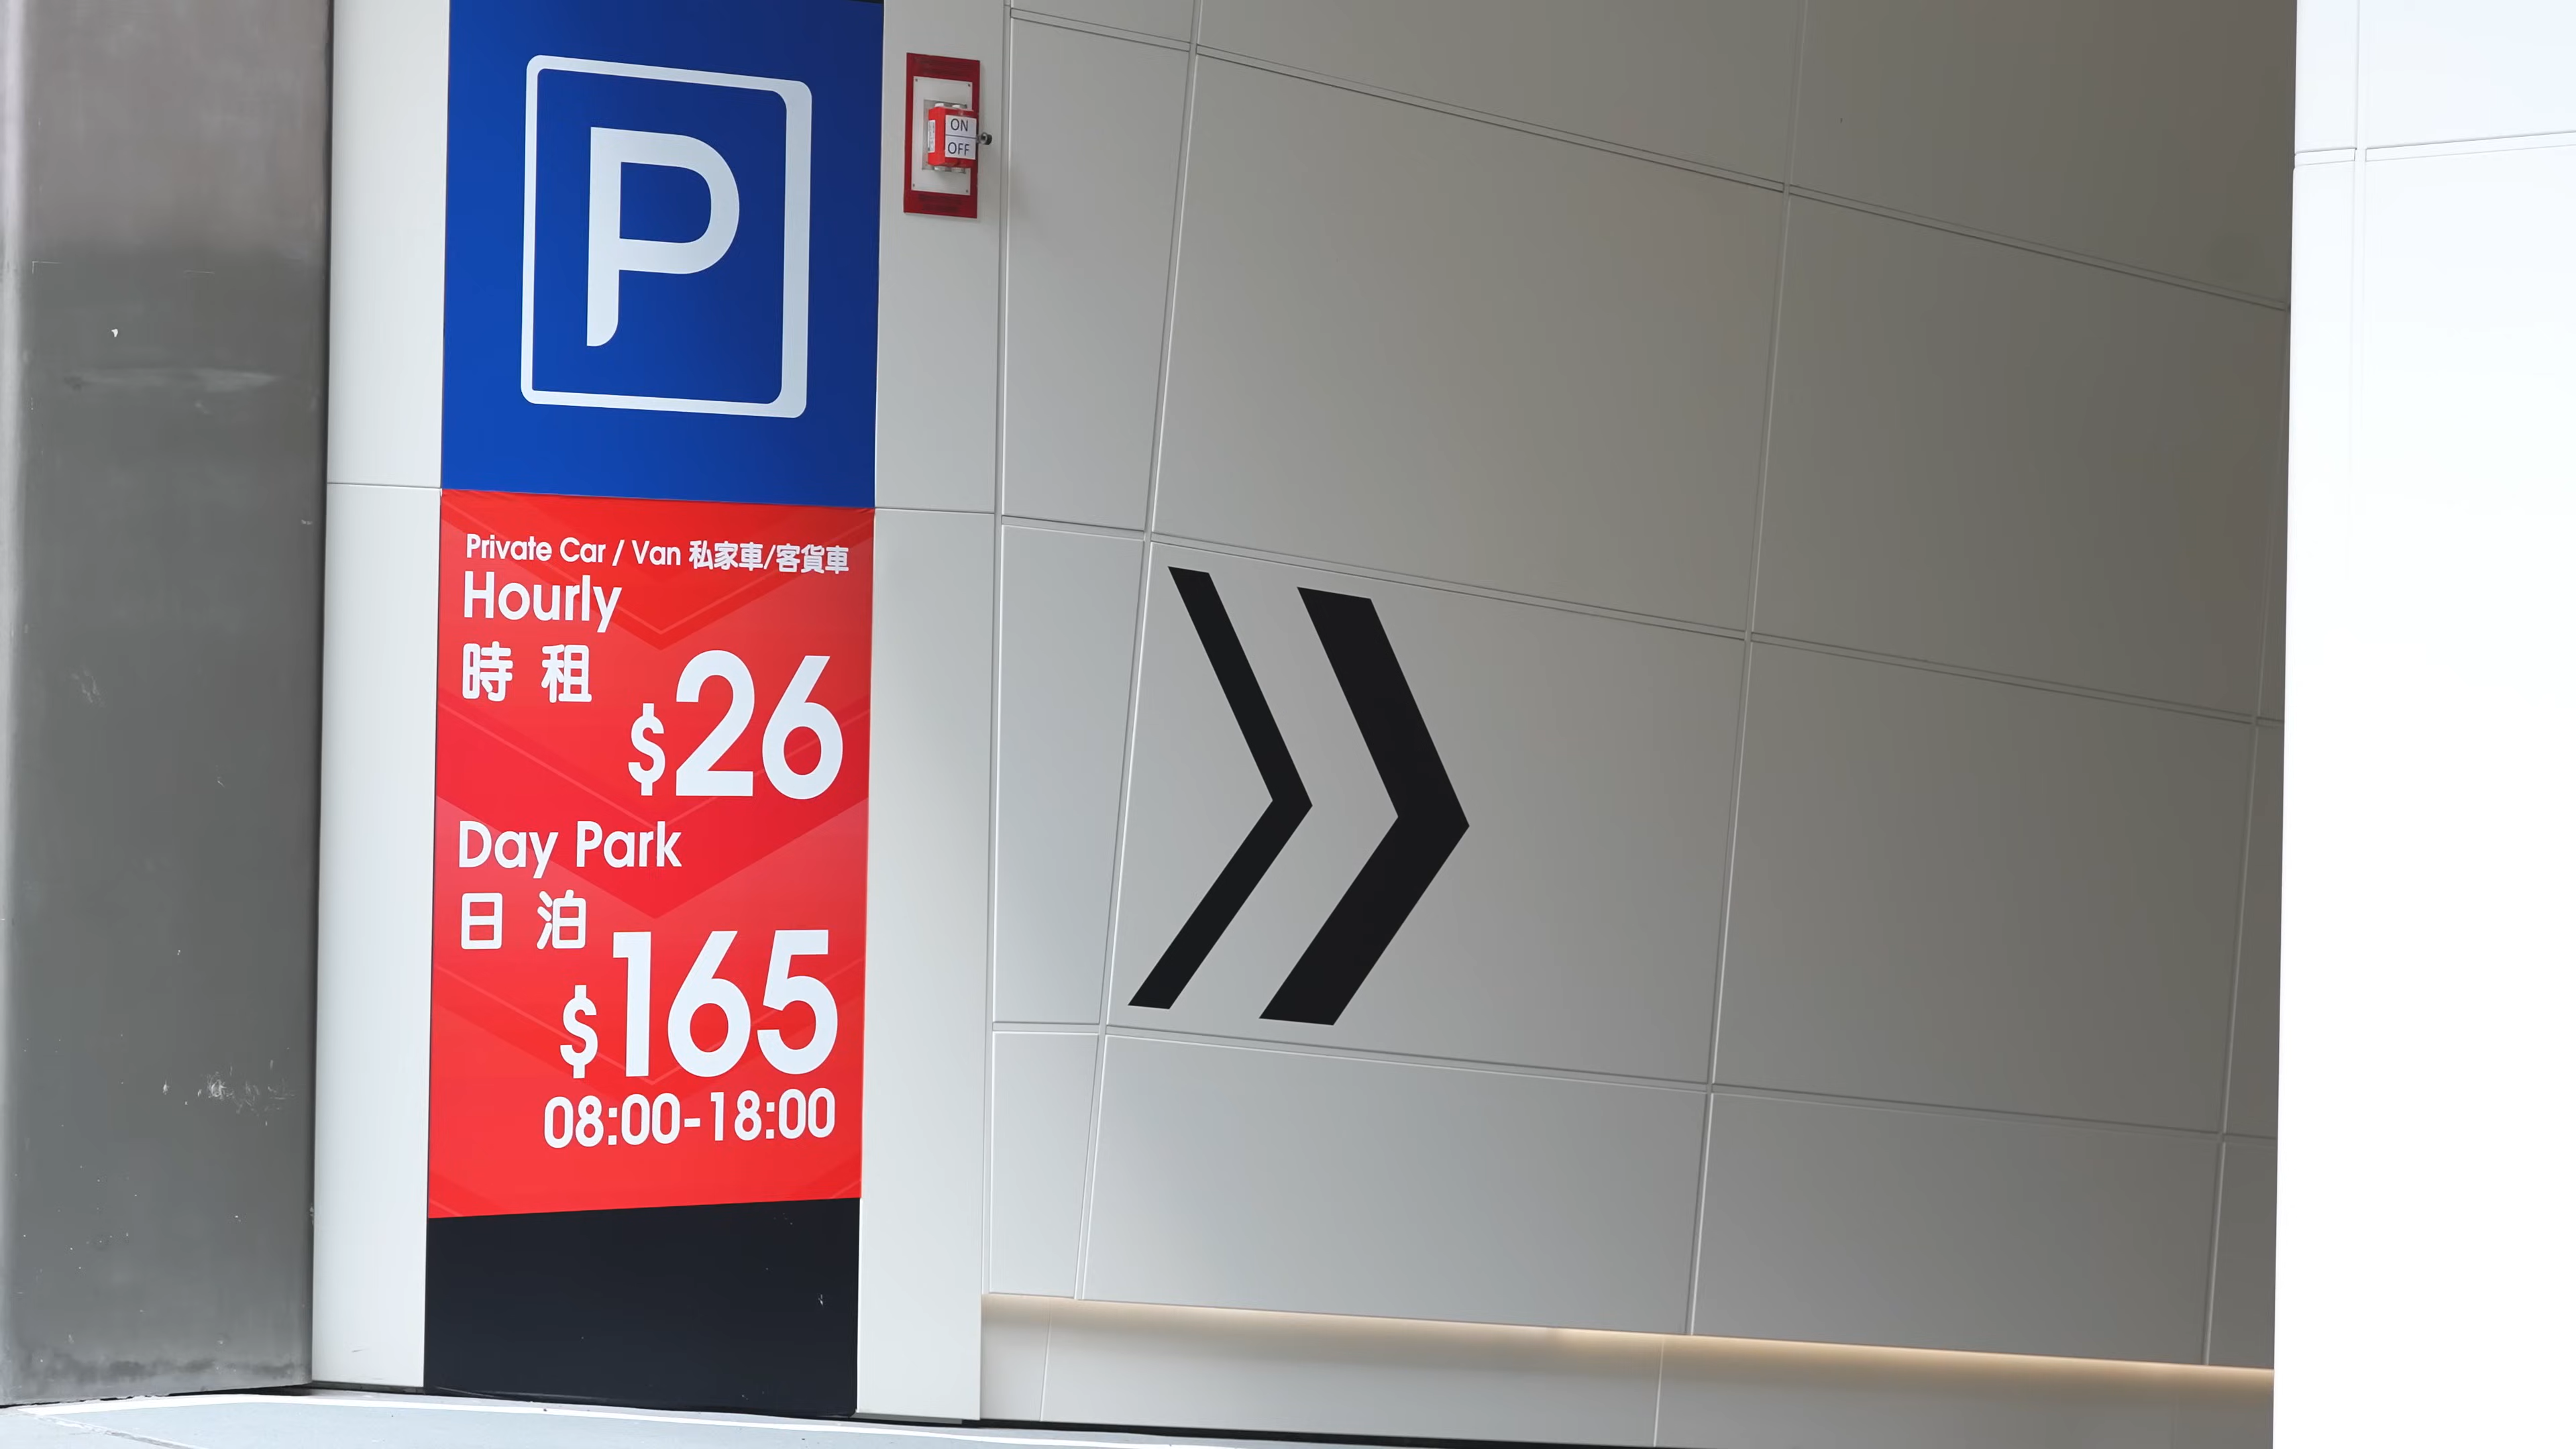 P
ON
OFF
Private Car / Van 私家車/客貨車
Hourly
時 租
$26
Day Park
日 泊
$165
08:00-18:00